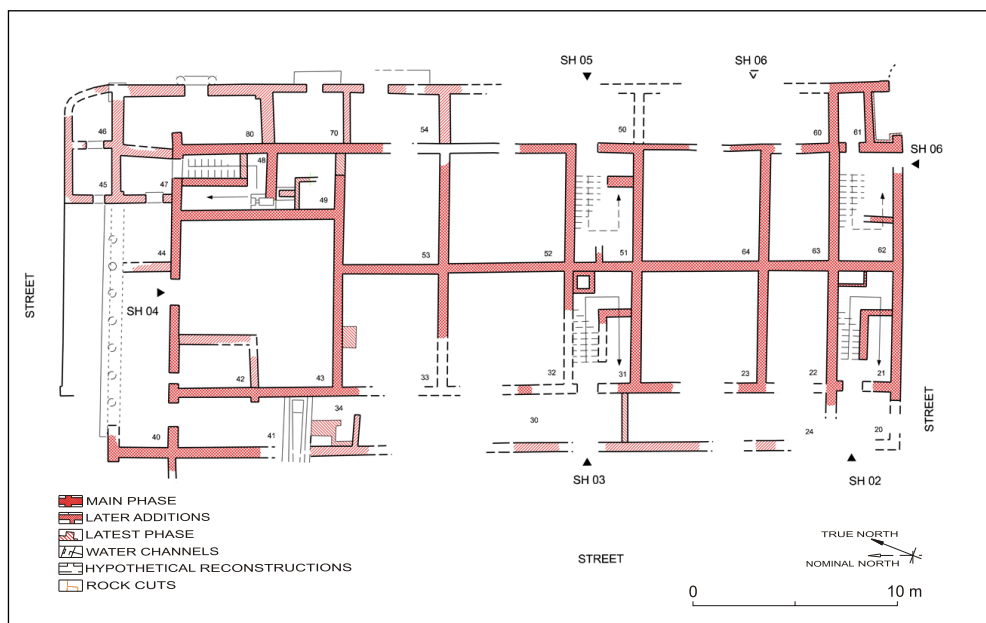 SH 05
SH 06
46
80
70
54
50
60
61
SH 06
45
47
48
49
44
53
52
51
64
63
62
STREET
SH 04
42
43
33
32
31
23
22
21
STREET
40
41
34
30
24
20
SH 03
SH 02
MAIN PHASE
LATER ADDITIONS
LATEST PHASE
WATER CHANNELS
HYPOTHETICAL RECONSTRUCTIONS
ROCK CUTS
STREET
TRUE NORTH
NOMINAL NORTH
0
10 m